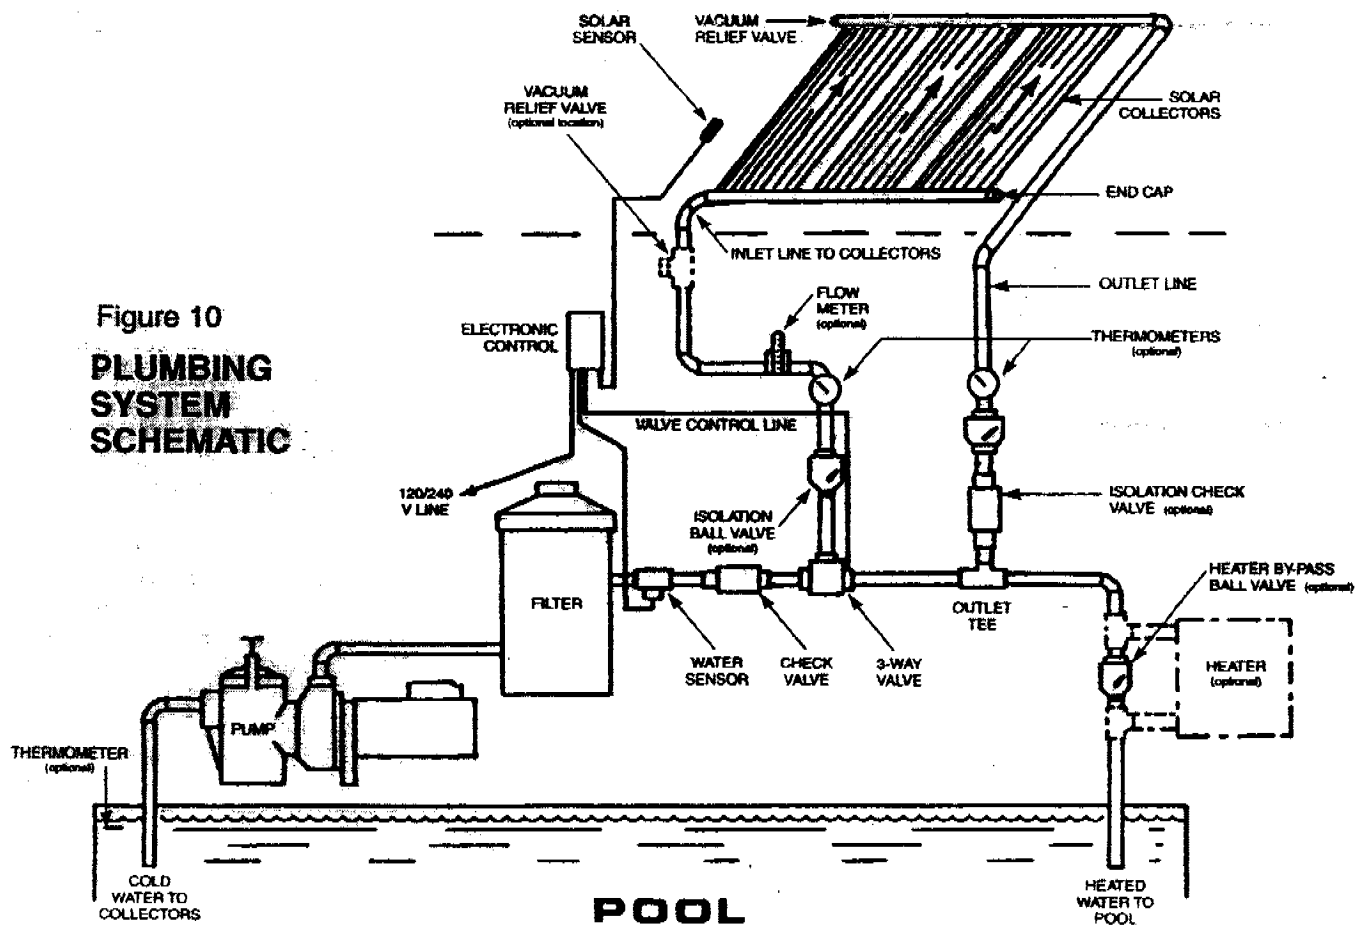 SOLAR
SENSOR
VACUUM
RELIEF VALVE
VACUUM
RELIEF VALVE
(optional location)
SOLAR
COLLECTORS
END CAP
INLET LINE TO COLLECTORS
OUTLET LINE
Figure 10
PLUMBING
SYSTEM
SCHEMATIC
ELECTRONIC
CONTROL
FLOW
METER
(optional)
THERMOMETERS
(optional)
VALVE CONTROL LINE
120/240
V LINE
ISOLATION
BALL VALVE
(optional)
ISOLATION CHECK
VALVE (optional)
HEATER BY-PASS
BALL VALVE (optional)
FILTER
OUTLET
TEE
WATER
SENSOR
CHECK
VALVE
3-WAY
VALVE
HEATER
(optional)
PUMP
THERMOMETER
(optional)
COLD
WATER TO
COLLECTORS
POOL
HEATED
WATER TO
POOL